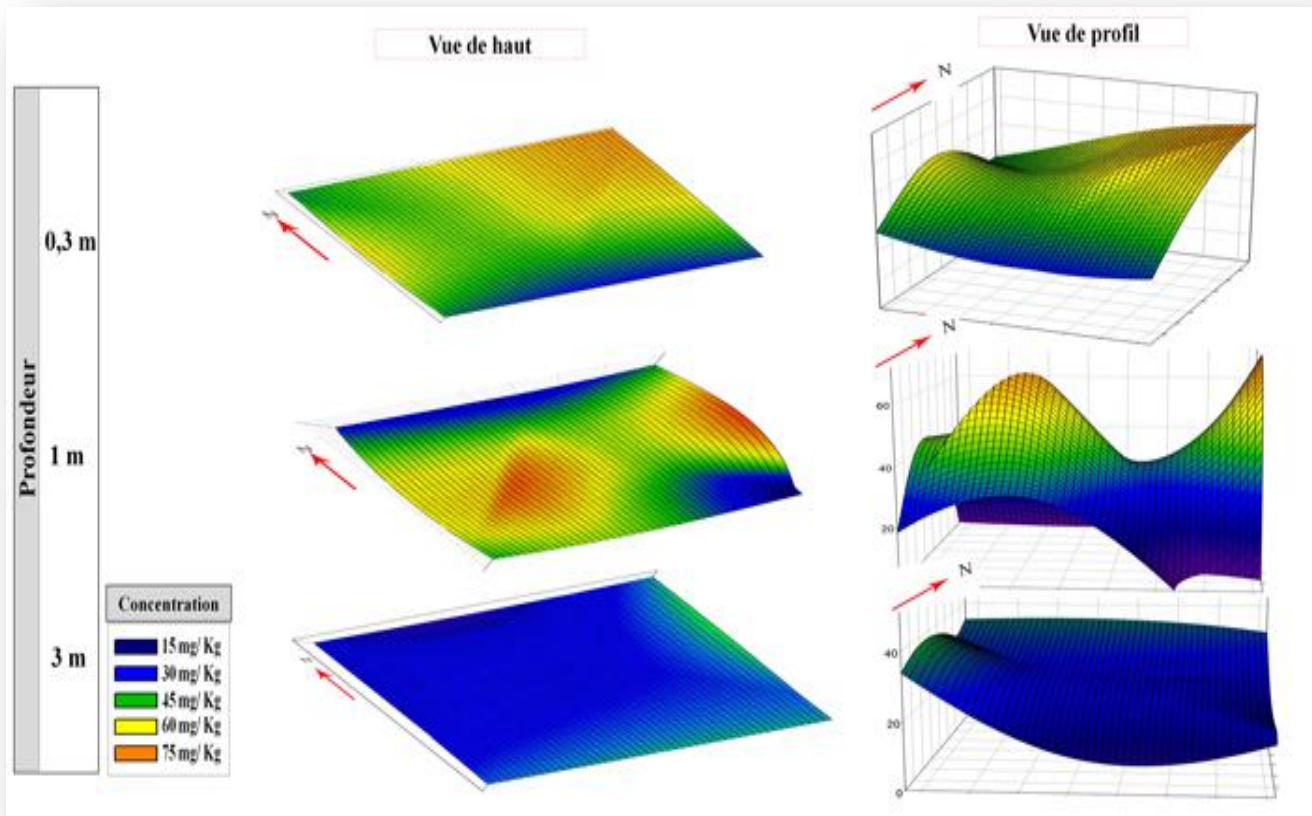 Vue de haut
Vue de profil
Profondeur
0,3 m
1 m
3 m
N
N
60
40
20
N
40
20
0
Concentration
15 mg/ Kg
30 mg/ Kg
45 mg/ Kg
60 mg/ Kg
75 mg/ Kg